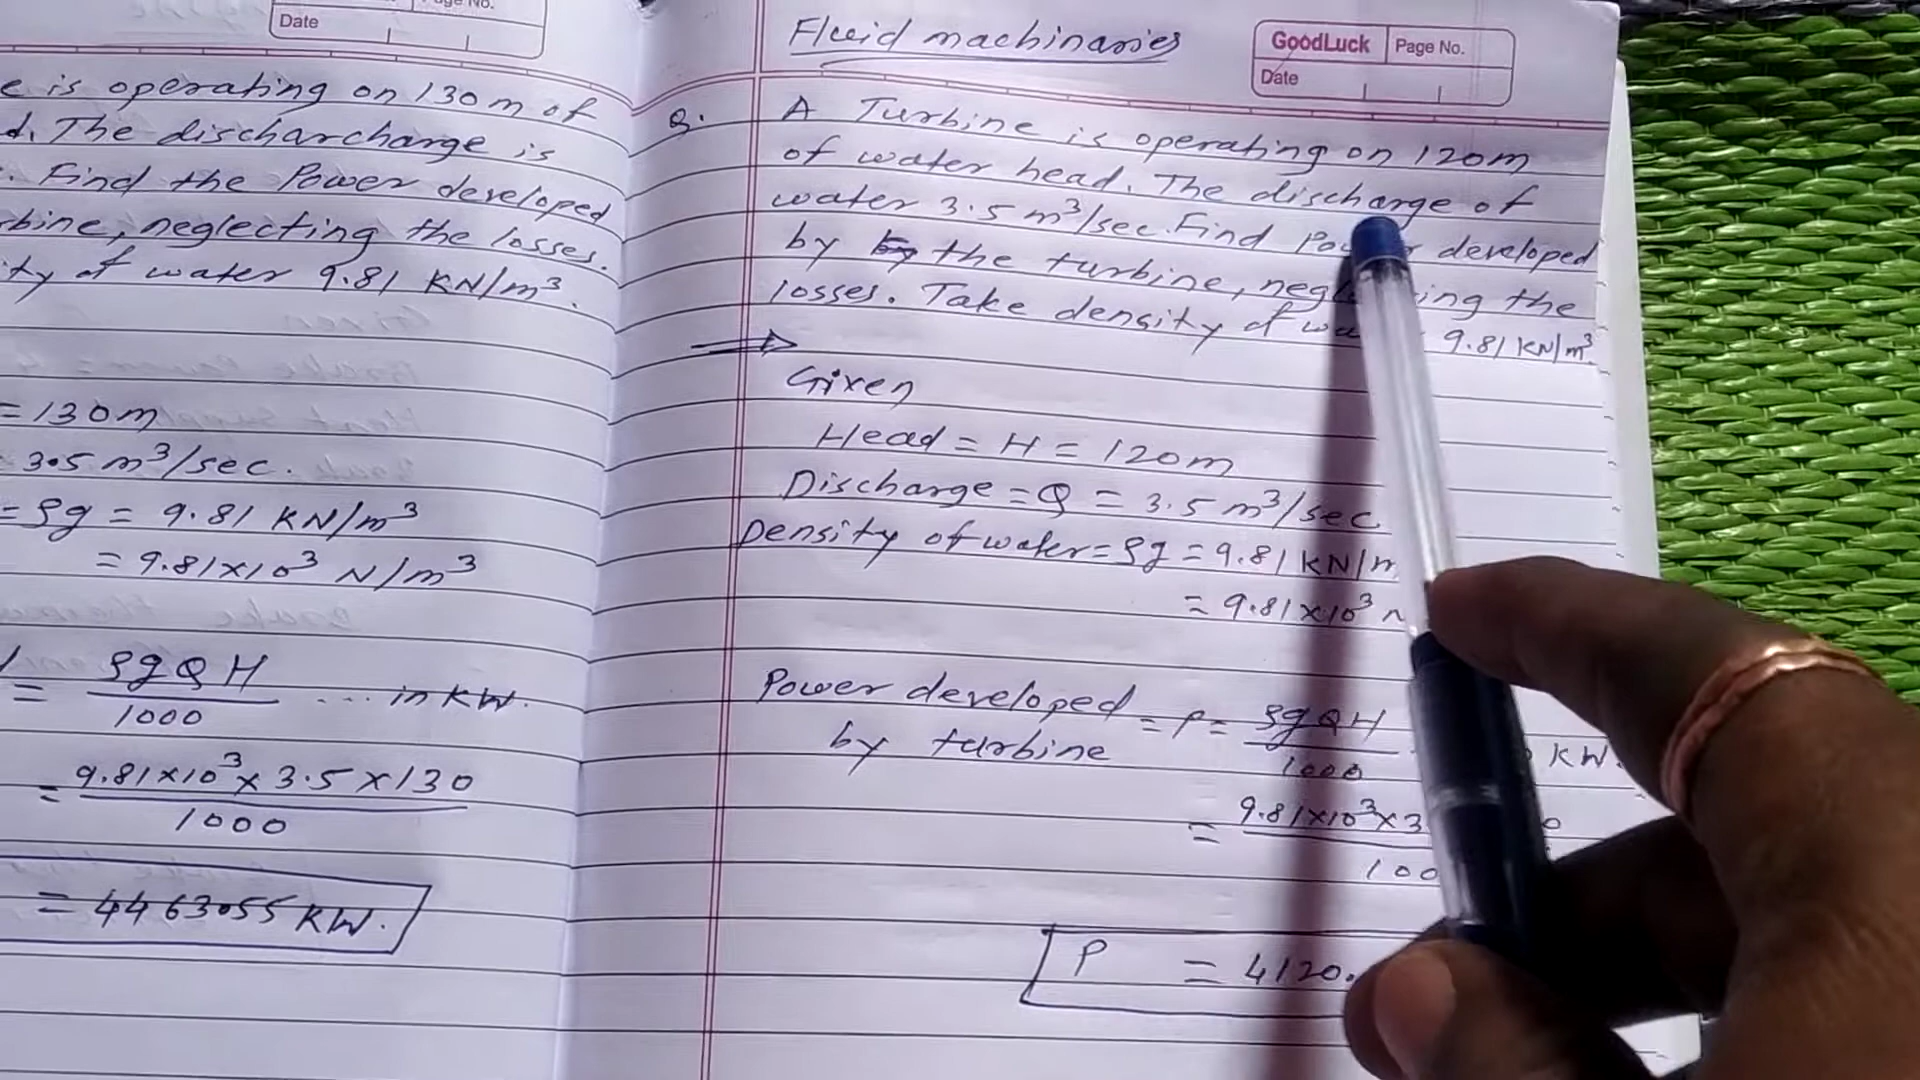 Page No.
Date
e is operating on 130 m of
d. The discharcharge is
. Find the Power developed
rbine, neglecting the losses.
ity of water 9.81 KN/m³.
= 130m
3.5 m³/sec.
= ρg = 9.81 KN/m³
= 9.81×10³ N/m³
= ρgQH / 1000 ... in KW.
= 9.81×10³×3.5×130 / 1000
= 4463.055 KW.
Fluid machinaries
GoodLuck Page No.
Date
Q. A Turbine is operating on 120m
of water head. The discharge of
water 3.5 m³/sec. Find developed
by the turbine, the
losses. Take density of 9.81 KN/m³.
Given
Head = H = 120m
Discharge = Q = 3.5 m³/sec
Density of water = ρg = 9.81 KN/m
= 9.81×10³ N
Power developed
by turbine = P = ρgQH / 1000 KW.
= 9.81×10³×3. 0 / 100
P = 4120.